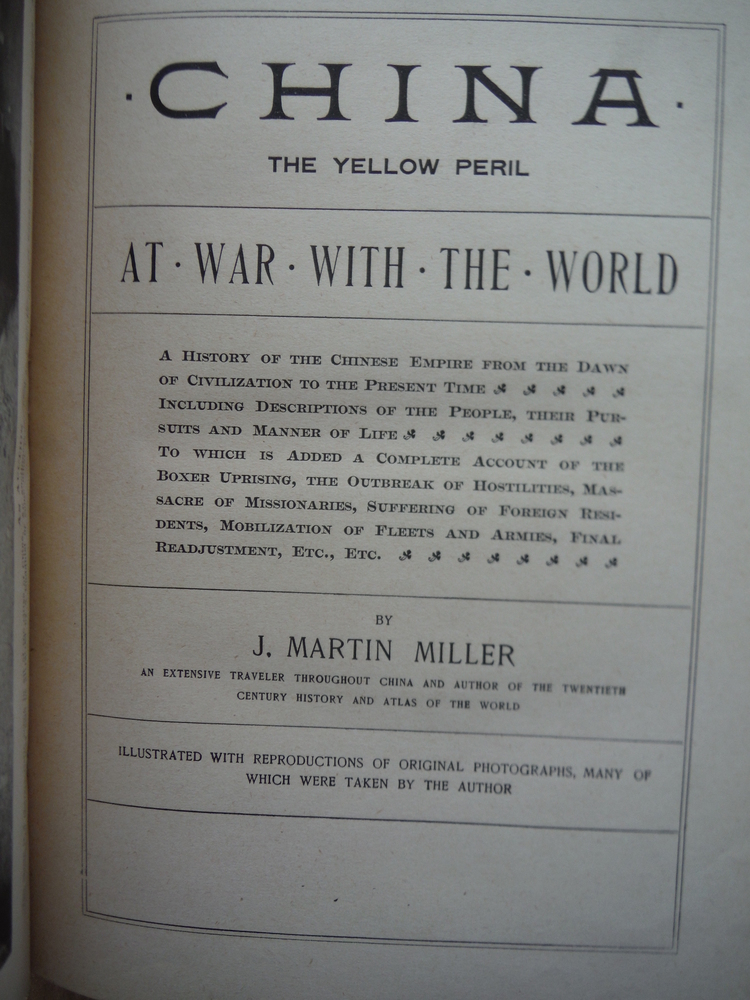 · CHINA ·
THE YELLOW PERIL
AT · WAR · WITH · THE · WORLD
A History of the Chinese Empire from the Dawn
of Civilization to the Present Time
Including Descriptions of the People, their Pur-
suits and Manner of Life
To which is Added a Complete Account of the
Boxer Uprising, the Outbreak of Hostilities, Mas-
sacre of Missionaries, Suffering of Foreign Resi-
dents, Mobilization of Fleets and Armies, Final
Readjustment, Etc., Etc.
BY
J. MARTIN MILLER
AN EXTENSIVE TRAVELER THROUGHOUT CHINA AND AUTHOR OF THE TWENTIETH
CENTURY HISTORY AND ATLAS OF THE WORLD
ILLUSTRATED WITH REPRODUCTIONS OF ORIGINAL PHOTOGRAPHS, MANY OF
WHICH WERE TAKEN BY THE AUTHOR